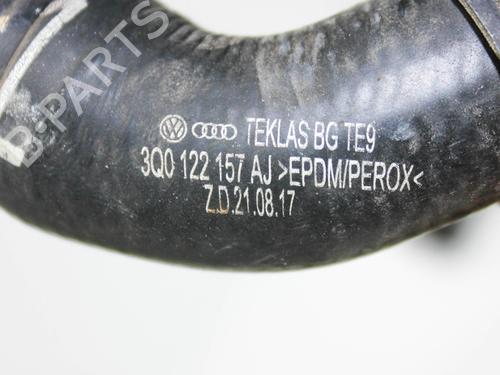 B-PARTS
TEKLAS BG TE9
3Q0 122 157 AJ >EPDM/PEROX<
Z.D.21.08.17